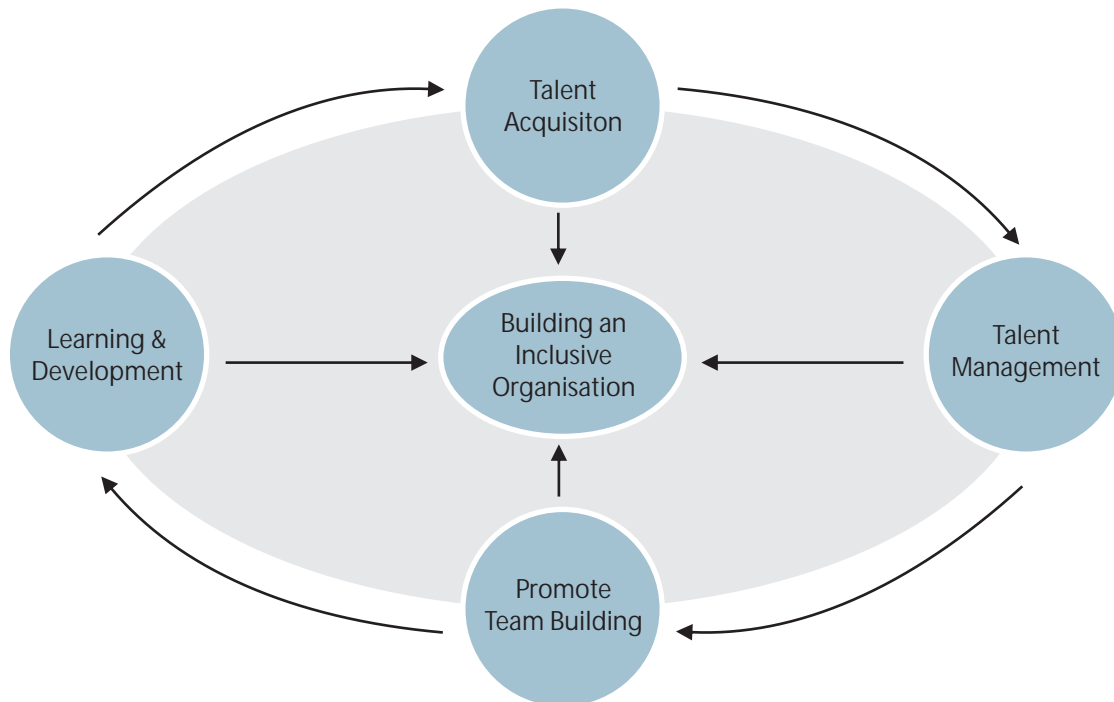 Talent
Acquisiton
Learning &
Development
Building an
Inclusive
Organisation
Talent
Management
Promote
Team Building